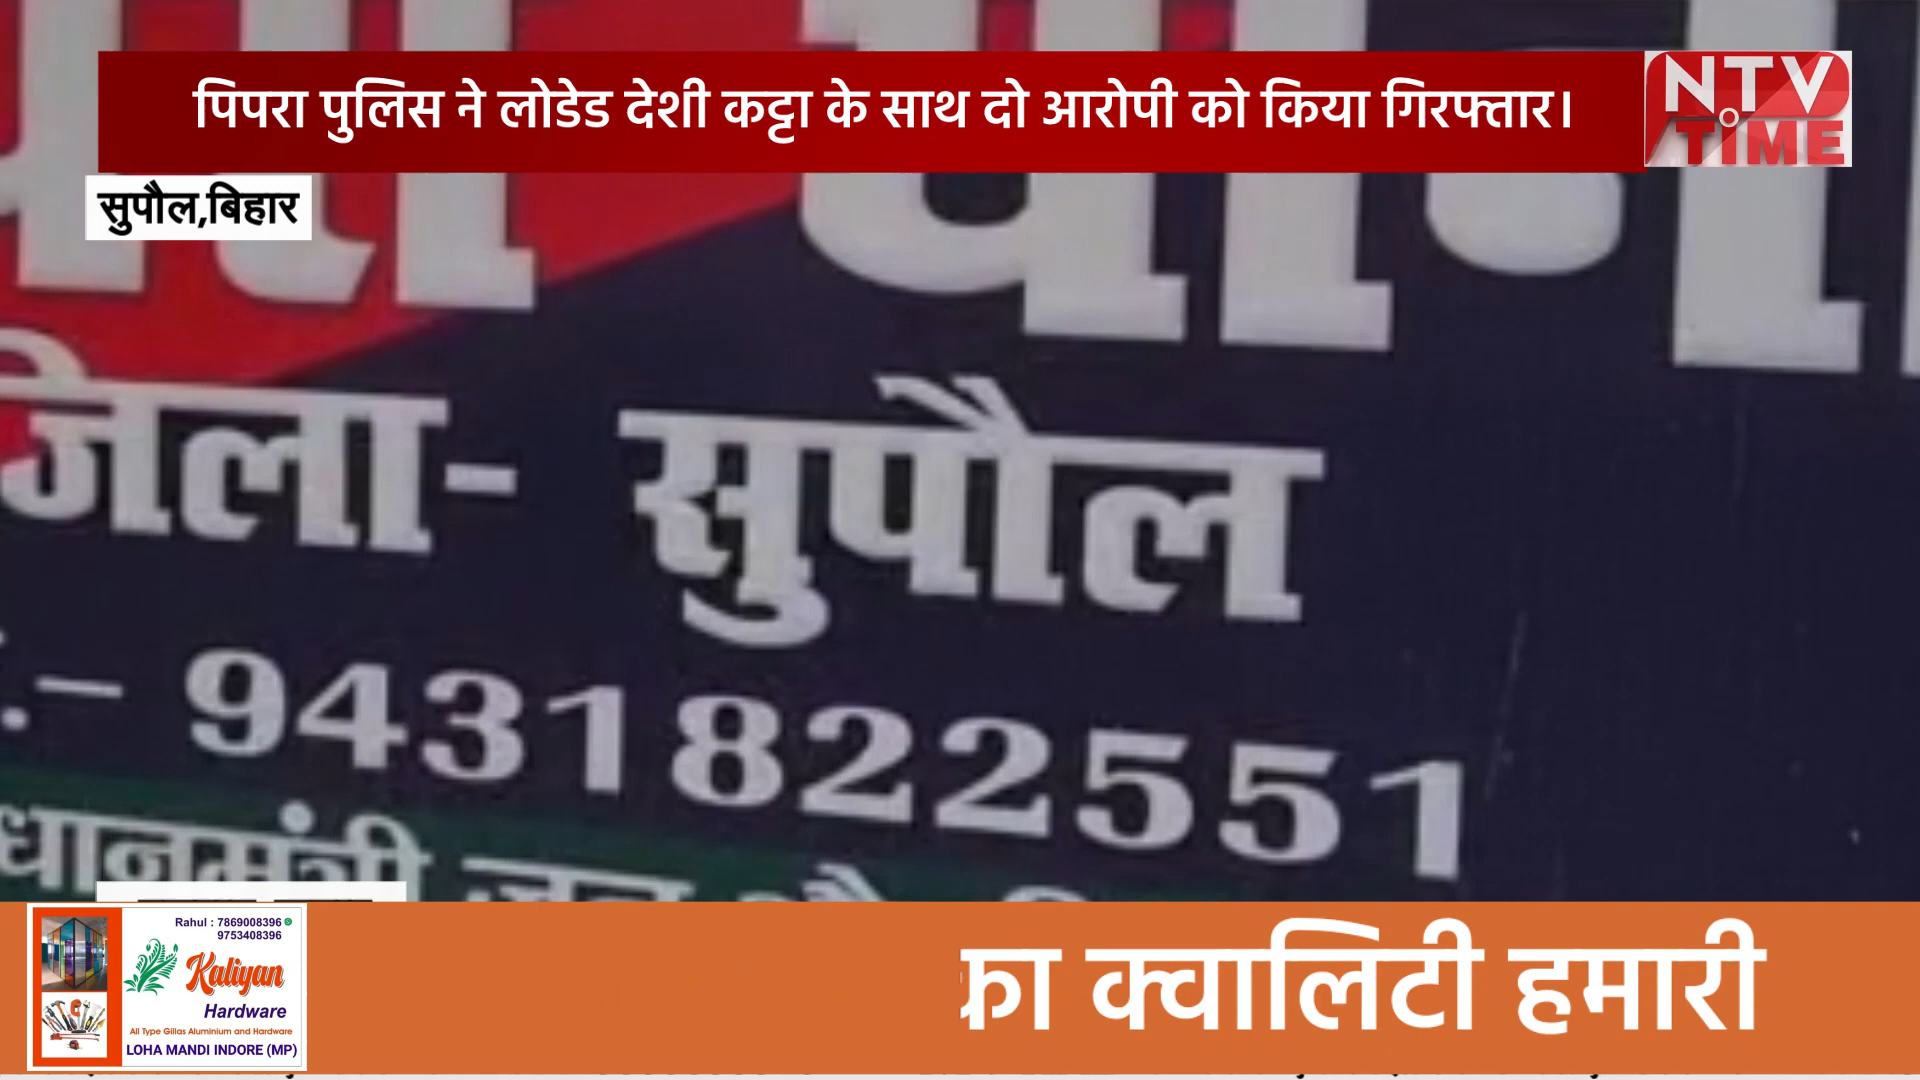 पिपरा पुलिस ने लोडेड देशी कट्टा के साथ दो आरोपी को किया गिरफ्तार।
NTV
TIME
सुपौल,बिहार
जिला- सुपौल
9431822551
Rahul : 7869008396
9753408396
Kaliyan
Hardware
All Type Gillas Aluminium and Hardware
LOHA MANDI INDORE (MP)
क्वालिटी हमारी